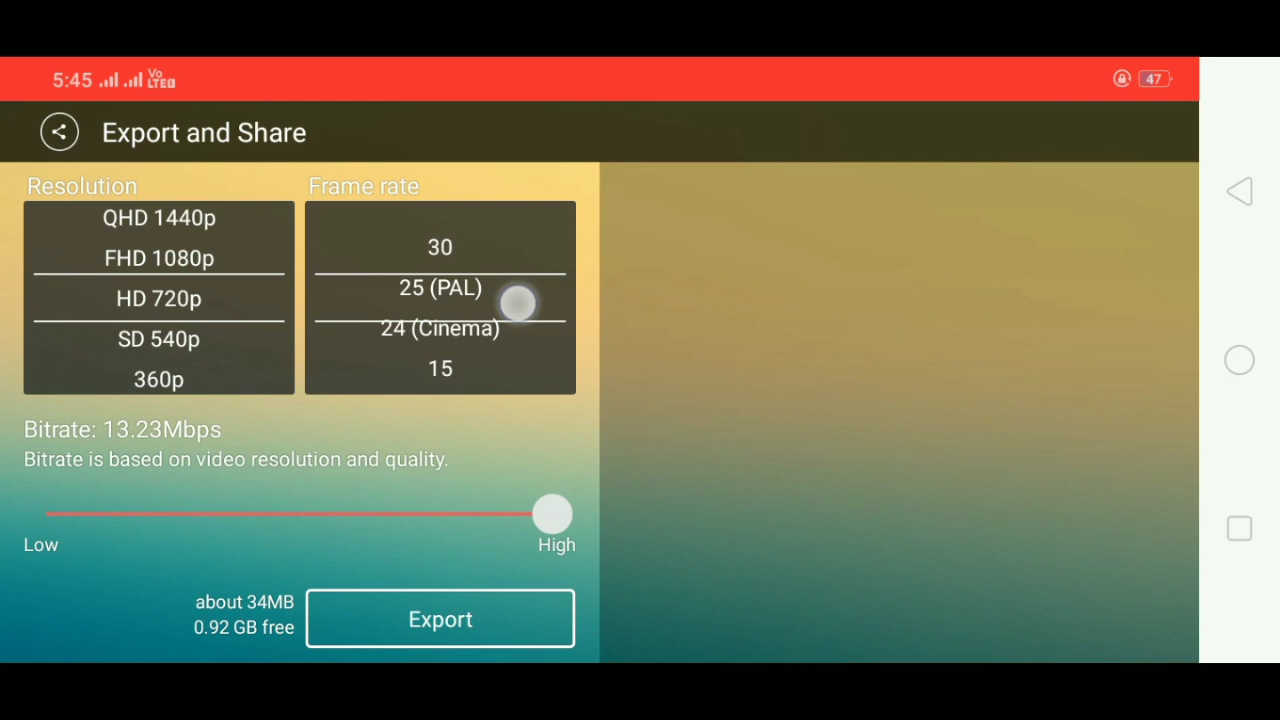 5:45 Vo LTE
47
Export and Share
Resolution
Frame rate
QHD 1440p
FHD 1080p
HD 720p
SD 540p
360p
30
25 (PAL)
24 (Cinema)
15
Bitrate: 13.23Mbps
Bitrate is based on video resolution and quality.
Low
High
about 34MB
0.92 GB free
Export